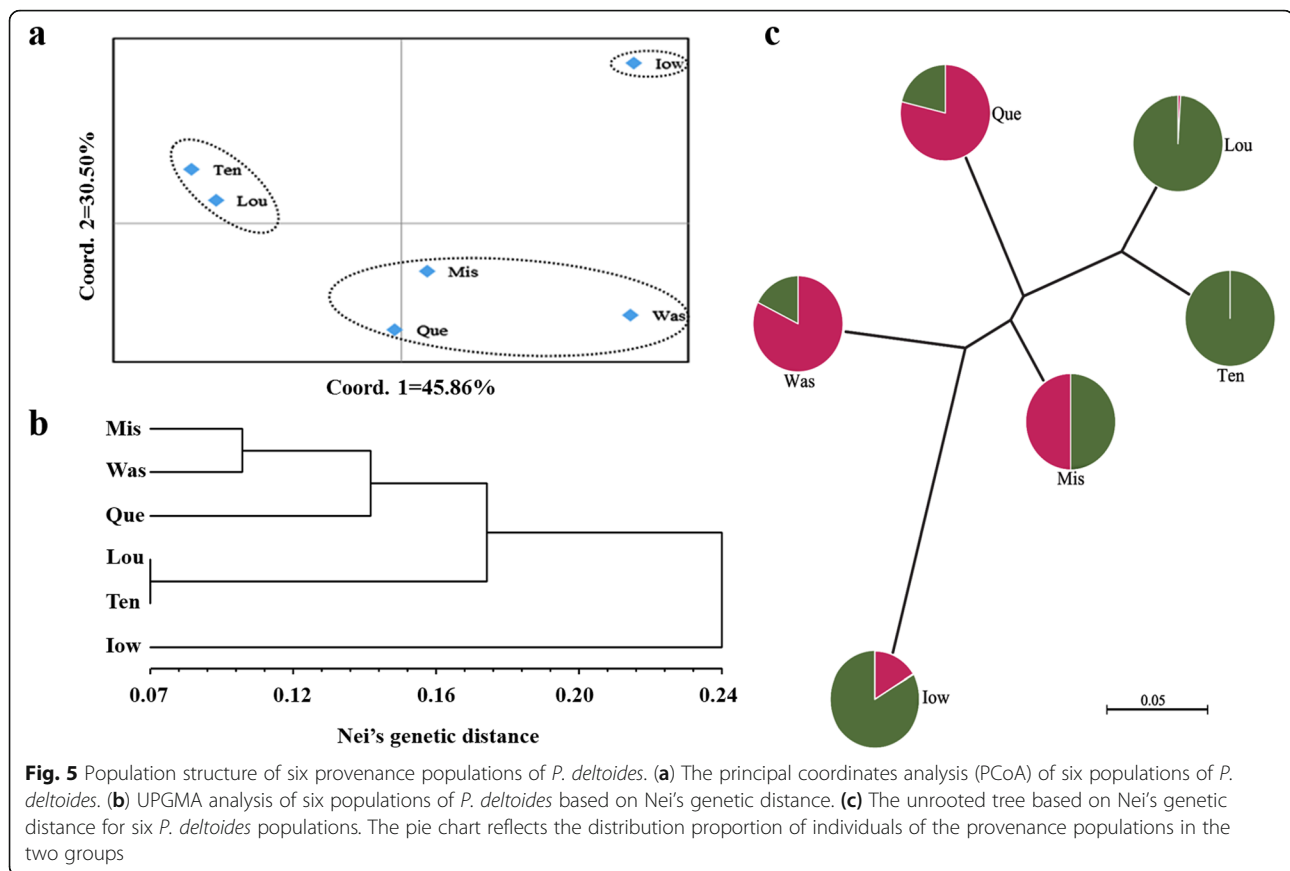 a
Iow
Ten
Lou
Mis
Was
Que
Coord. 2=30.50%
Coord. 1=45.86%
b
Mis
Was
Que
Lou
Ten
Iow
0.07 0.12 0.16 0.20 0.24
Nei's genetic distance
c
Que
Lou
Was
Ten
Mis
Iow
0.05
Fig. 5 Population structure of six provenance populations of P. deltoides. (a) The principal coordinates analysis (PCoA) of six populations of P.
deltoides. (b) UPGMA analysis of six populations of P. deltoides based on Nei's genetic distance. (c) The unrooted tree based on Nei's genetic
distance for six P. deltoides populations. The pie chart reflects the distribution proportion of individuals of the provenance populations in the
two groups